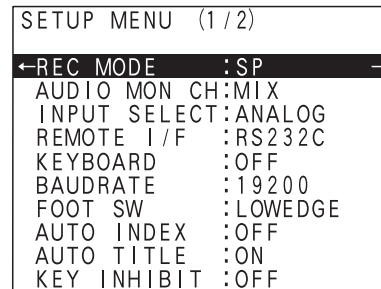 SETUP MENU (1/2)
←REC MODE :SP
AUDIO MON CH:MIX
INPUT SELECT:ANALOG
REMOTE I/F :RS232C
KEYBOARD :OFF
BAUDRATE :19200
FOOT SW :LOWEDGE
AUTO INDEX :OFF
AUTO TITLE :ON
KEY INHIBIT :OFF